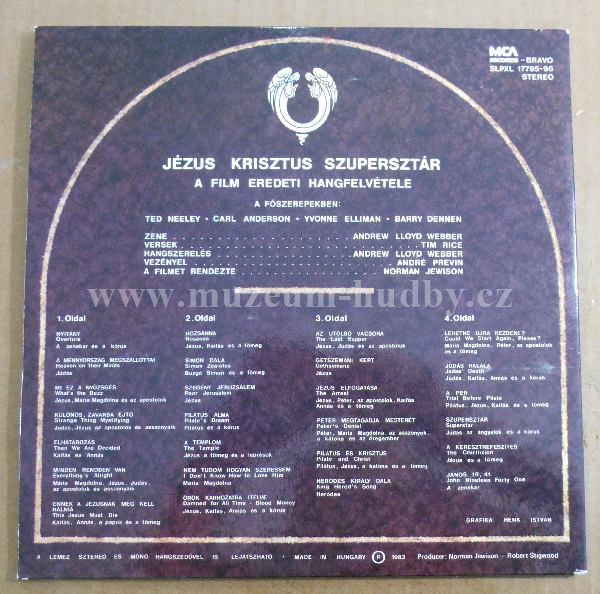 MCA RECORDS - BRAVO
SLPXL 17795-96
STEREO
JÉZUS KRISZTUS SZUPERSZTÁR
A FILM EREDETI HANGFELVÉTELE
A FŐSZEREPEKBEN:
TED NEELEY · CARL ANDERSON · YVONNE ELLIMAN · BARRY DENNEN
ZENE . . . ANDREW LLOYD WEBBER
VERSEK . . . TIM RICE
HANGSZERELÉS . . . ANDREW LLOYD WEBBER
VEZÉNYEL . . . ANDRÉ PREVIN
A FILMET RENDEZTE . . . NORMAN JEWISON
www.muzeum-hudby.cz
1. Oldal
NYITÁNY
Overture
A zenekar és a kórus
A MENNYORSZÁG MEGSZÁLLOTTAI
Heaven on their Minds
Júdás
MI EZ A NYÜZSGÉS
What's the Buzz
Jézus, Mária Magdolna és az apostolok
KÜLÖNÖS, ZAVARBA EJTŐ
Strange Thing Mystifying
Júdás, Jézus, az apostolok és asszonyaik
ELHATÁROZÁS
Then We Are Decided
Kaifás és Annás
MINDEN RENDBEN VAN
Everything's Alright
Mária Magdolna, Jézus, Júdás,
az apostolok és asszonyaik
ENNEK A JÉZUSNAK MEG KELL
HALNIA
This Jesus Must Die
Kaifás, Annás, a papok és a tömeg
2. Oldal
HOZSANNA
Hosanna
Jézus, Kaifás és a tömeg
SIMON DALA
Simon Zealotes
Buzgó Simon és a tömeg
SZEGÉNY JERUZSÁLEM
Poor Jerusalem
Jézus
PILÁTUS ÁLMA
Pilate's Dream
Pilátus és a kórus
A TEMPLOM
The Temple
Jézus, a tömeg és a leprások
NEM TUDOM HOGYAN SZERESSEM
I Don't Know How to Love Him
Mária Magdolna
ÖRÖK KÁRHOZATRA ÍTÉLVE
Damned for All Time - Blood Money
Júdás, Kaifás, Annás és a kórus
3. Oldal
AZ UTOLSÓ VACSORA
The Last Supper
Jézus, Júdás és az apostolok
GETSZEMÁNI KERT
Gethsemane
Jézus
JÉZUS ELFOGATÁSA
The Arrest
Jézus, Péter, az apostolok, Kaifás
Annás és a tömeg
PÉTER MEGTAGADJA MESTERÉT
Peter's Denial
Péter, Mária Magdolna, az asszonyok
a katona és az öregember
PILÁTUS ÉS KRISZTUS
Pilate and Christ
Pilátus, Jézus, a katona és a tömeg
HERÓDES KIRÁLY DALA
King Herod's Song
Heródes
4. Oldal
LEHETNE ÚJRA KEZDENI?
Could We Start Again, Please?
Mária Magdolna, Péter, az apostolok
és a tömeg
JÚDÁS HALÁLA
Judas' Death
Júdás, Kaifás, Annás és a kórus
A PER
Trial Before Pilate
Pilátus, Jézus, Kaifás és a tömeg
SZUPERSZTÁR
Superstar
Júdás az angyalok és a kórus
A KERESZTREFESZÍTÉS
The Crucifixion
Jézus és a tömeg
JÁNOS 19, 41
John Nineteen Forty One
A zenekar
GRAFIKA: HENK ISTVÁN
A LEMEZ SZTEREÓ ÉS MONÓ HANGSZEDŐVEL IS LEJÁTSZHATÓ · MADE IN HUNGARY Ⓟ 1983 Producer: Norman Jewison - Robert Stigwood